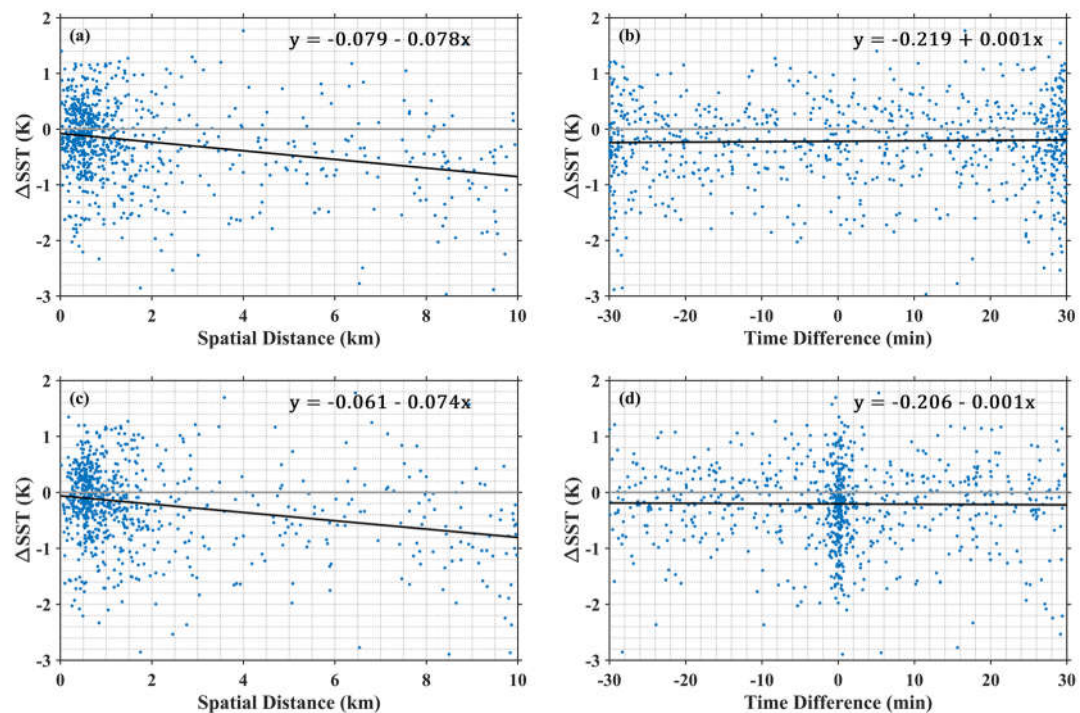 (a) y = -0.079 - 0.078x
2
1
0
-1
-2
-3
ΔSST (K)
0 2 4 6 8 10
Spatial Distance (km)
(b) y = -0.219 + 0.001x
2
1
0
-1
-2
-3
ΔSST (K)
-30 -20 -10 0 10 20 30
Time Difference (min)
(c) y = -0.061 - 0.074x
2
1
0
-1
-2
-3
ΔSST (K)
0 2 4 6 8 10
Spatial Distance (km)
(d) y = -0.206 - 0.001x
2
1
0
-1
-2
-3
ΔSST (K)
-30 -20 -10 0 10 20 30
Time Difference (min)